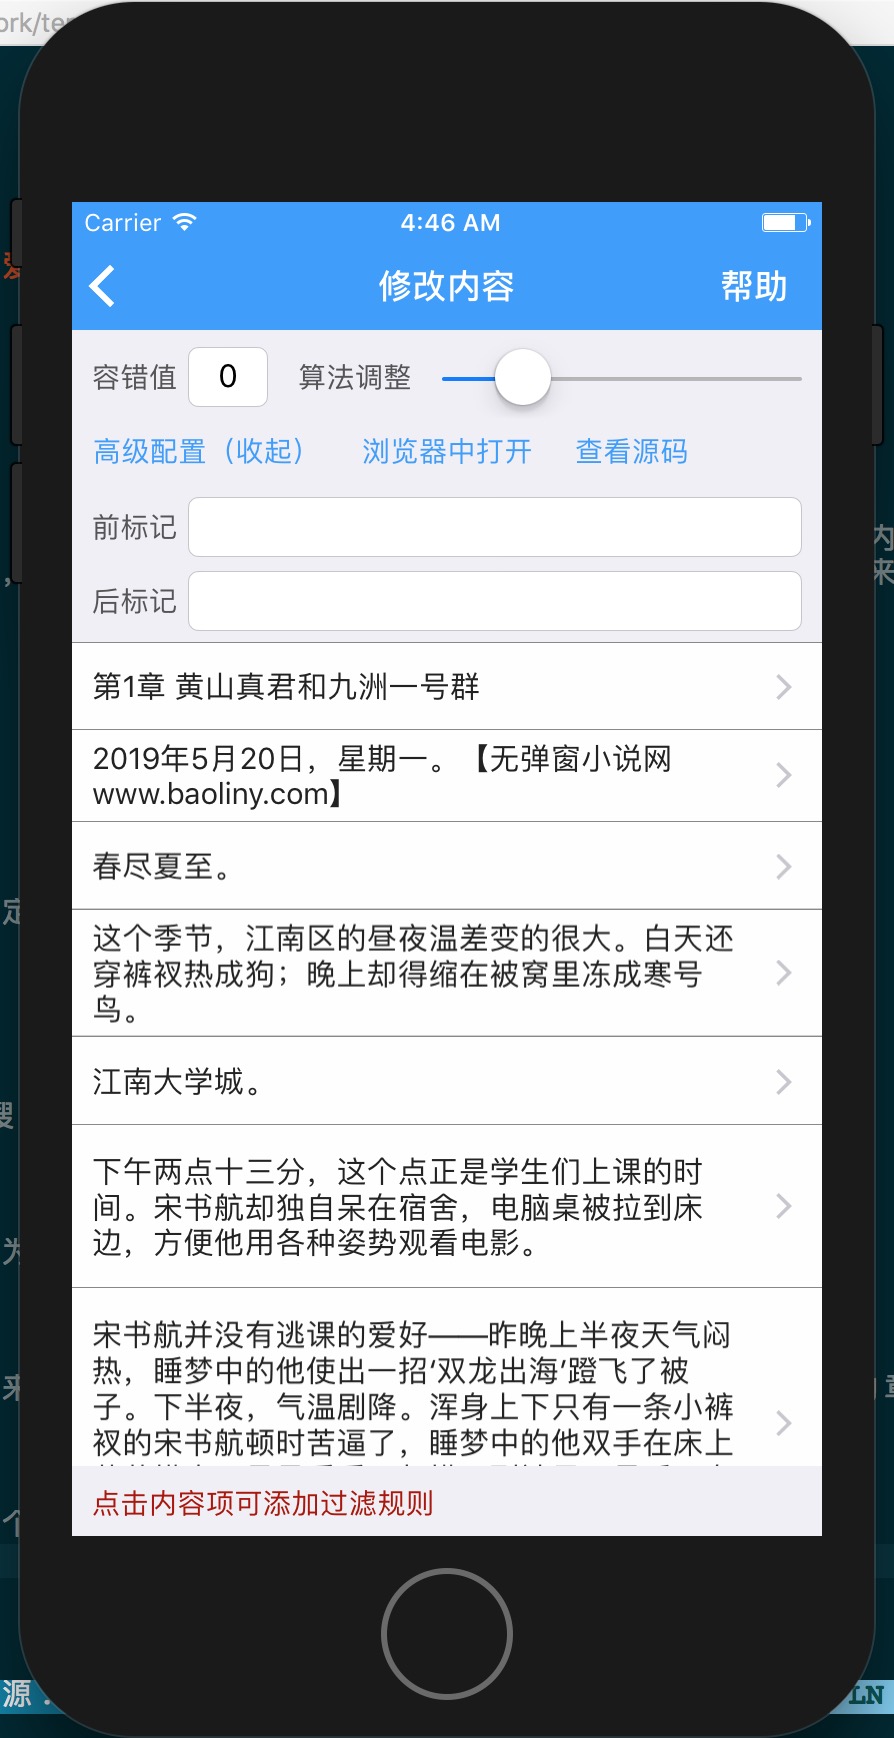 Carrier 4:46 AM
修改内容 帮助
容错值 0 算法调整
高级配置（收起） 浏览器中打开 查看源码
前标记
后标记
第1章 黄山真君和九洲一号群
2019年5月20日，星期一。【无弹窗小说网
www.baoliny.com】
春尽夏至。
这个季节，江南区的昼夜温差变的很大。白天还
穿裤衩热成狗；晚上却得缩在被窝里冻成寒号
鸟。
江南大学城。
下午两点十三分，这个点正是学生们上课的时
间。宋书航却独自呆在宿舍，电脑桌被拉到床
边，方便他用各种姿势观看电影。
宋书航并没有逃课的爱好——昨晚上半夜天气闷
热，睡梦中的他使出一招‘双龙出海’蹬飞了被
子。下半夜，气温剧降。浑身上下只有一条小裤
衩的宋书航顿时苦逼了，睡梦中的他双手在床上
点击内容项可添加过滤规则
源
LN